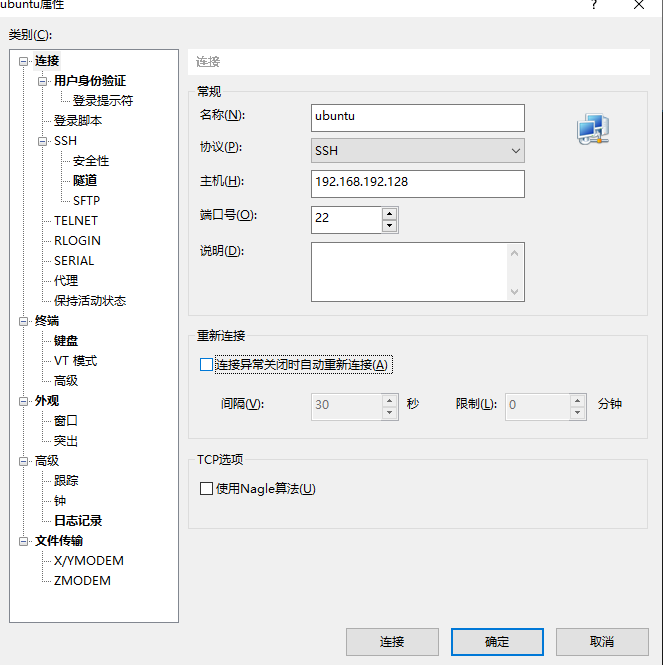 ubuntu属性
类别(C):
连接
用户身份验证
登录提示符
登录脚本
SSH
安全性
隧道
SFTP
TELNET
RLOGIN
SERIAL
代理
保持活动状态
终端
键盘
VT 模式
高级
外观
窗口
突出
高级
跟踪
钟
日志记录
文件传输
X/YMODEM
ZMODEM
连接
常规
名称(N): ubuntu
协议(P): SSH
主机(H): 192.168.192.128
端口号(O): 22
说明(D):
重新连接
连接异常关闭时自动重新连接(A)
间隔(V): 30 秒 限制(L): 0 分钟
TCP选项
使用Nagle算法(U)
连接 确定 取消